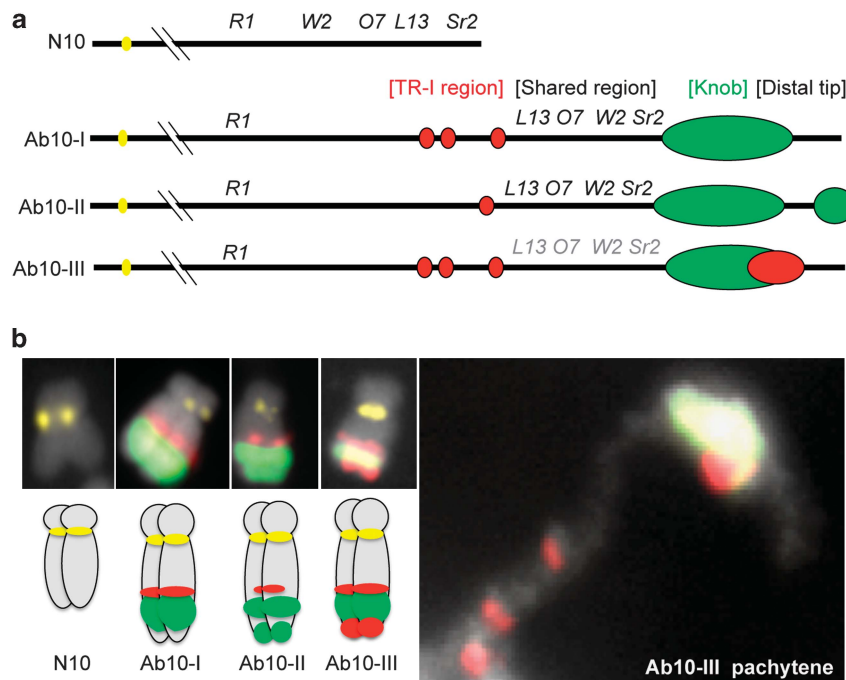 a
R1 W2 O7 L13 Sr2
N10
[TR-I region] [Shared region] [Knob] [Distal tip]
R1 L13 O7 W2 Sr2
Ab10-I
R1 L13 O7 W2 Sr2
Ab10-II
R1 L13 O7 W2 Sr2
Ab10-III
b
N10 Ab10-I Ab10-II Ab10-III
Ab10-III pachytene